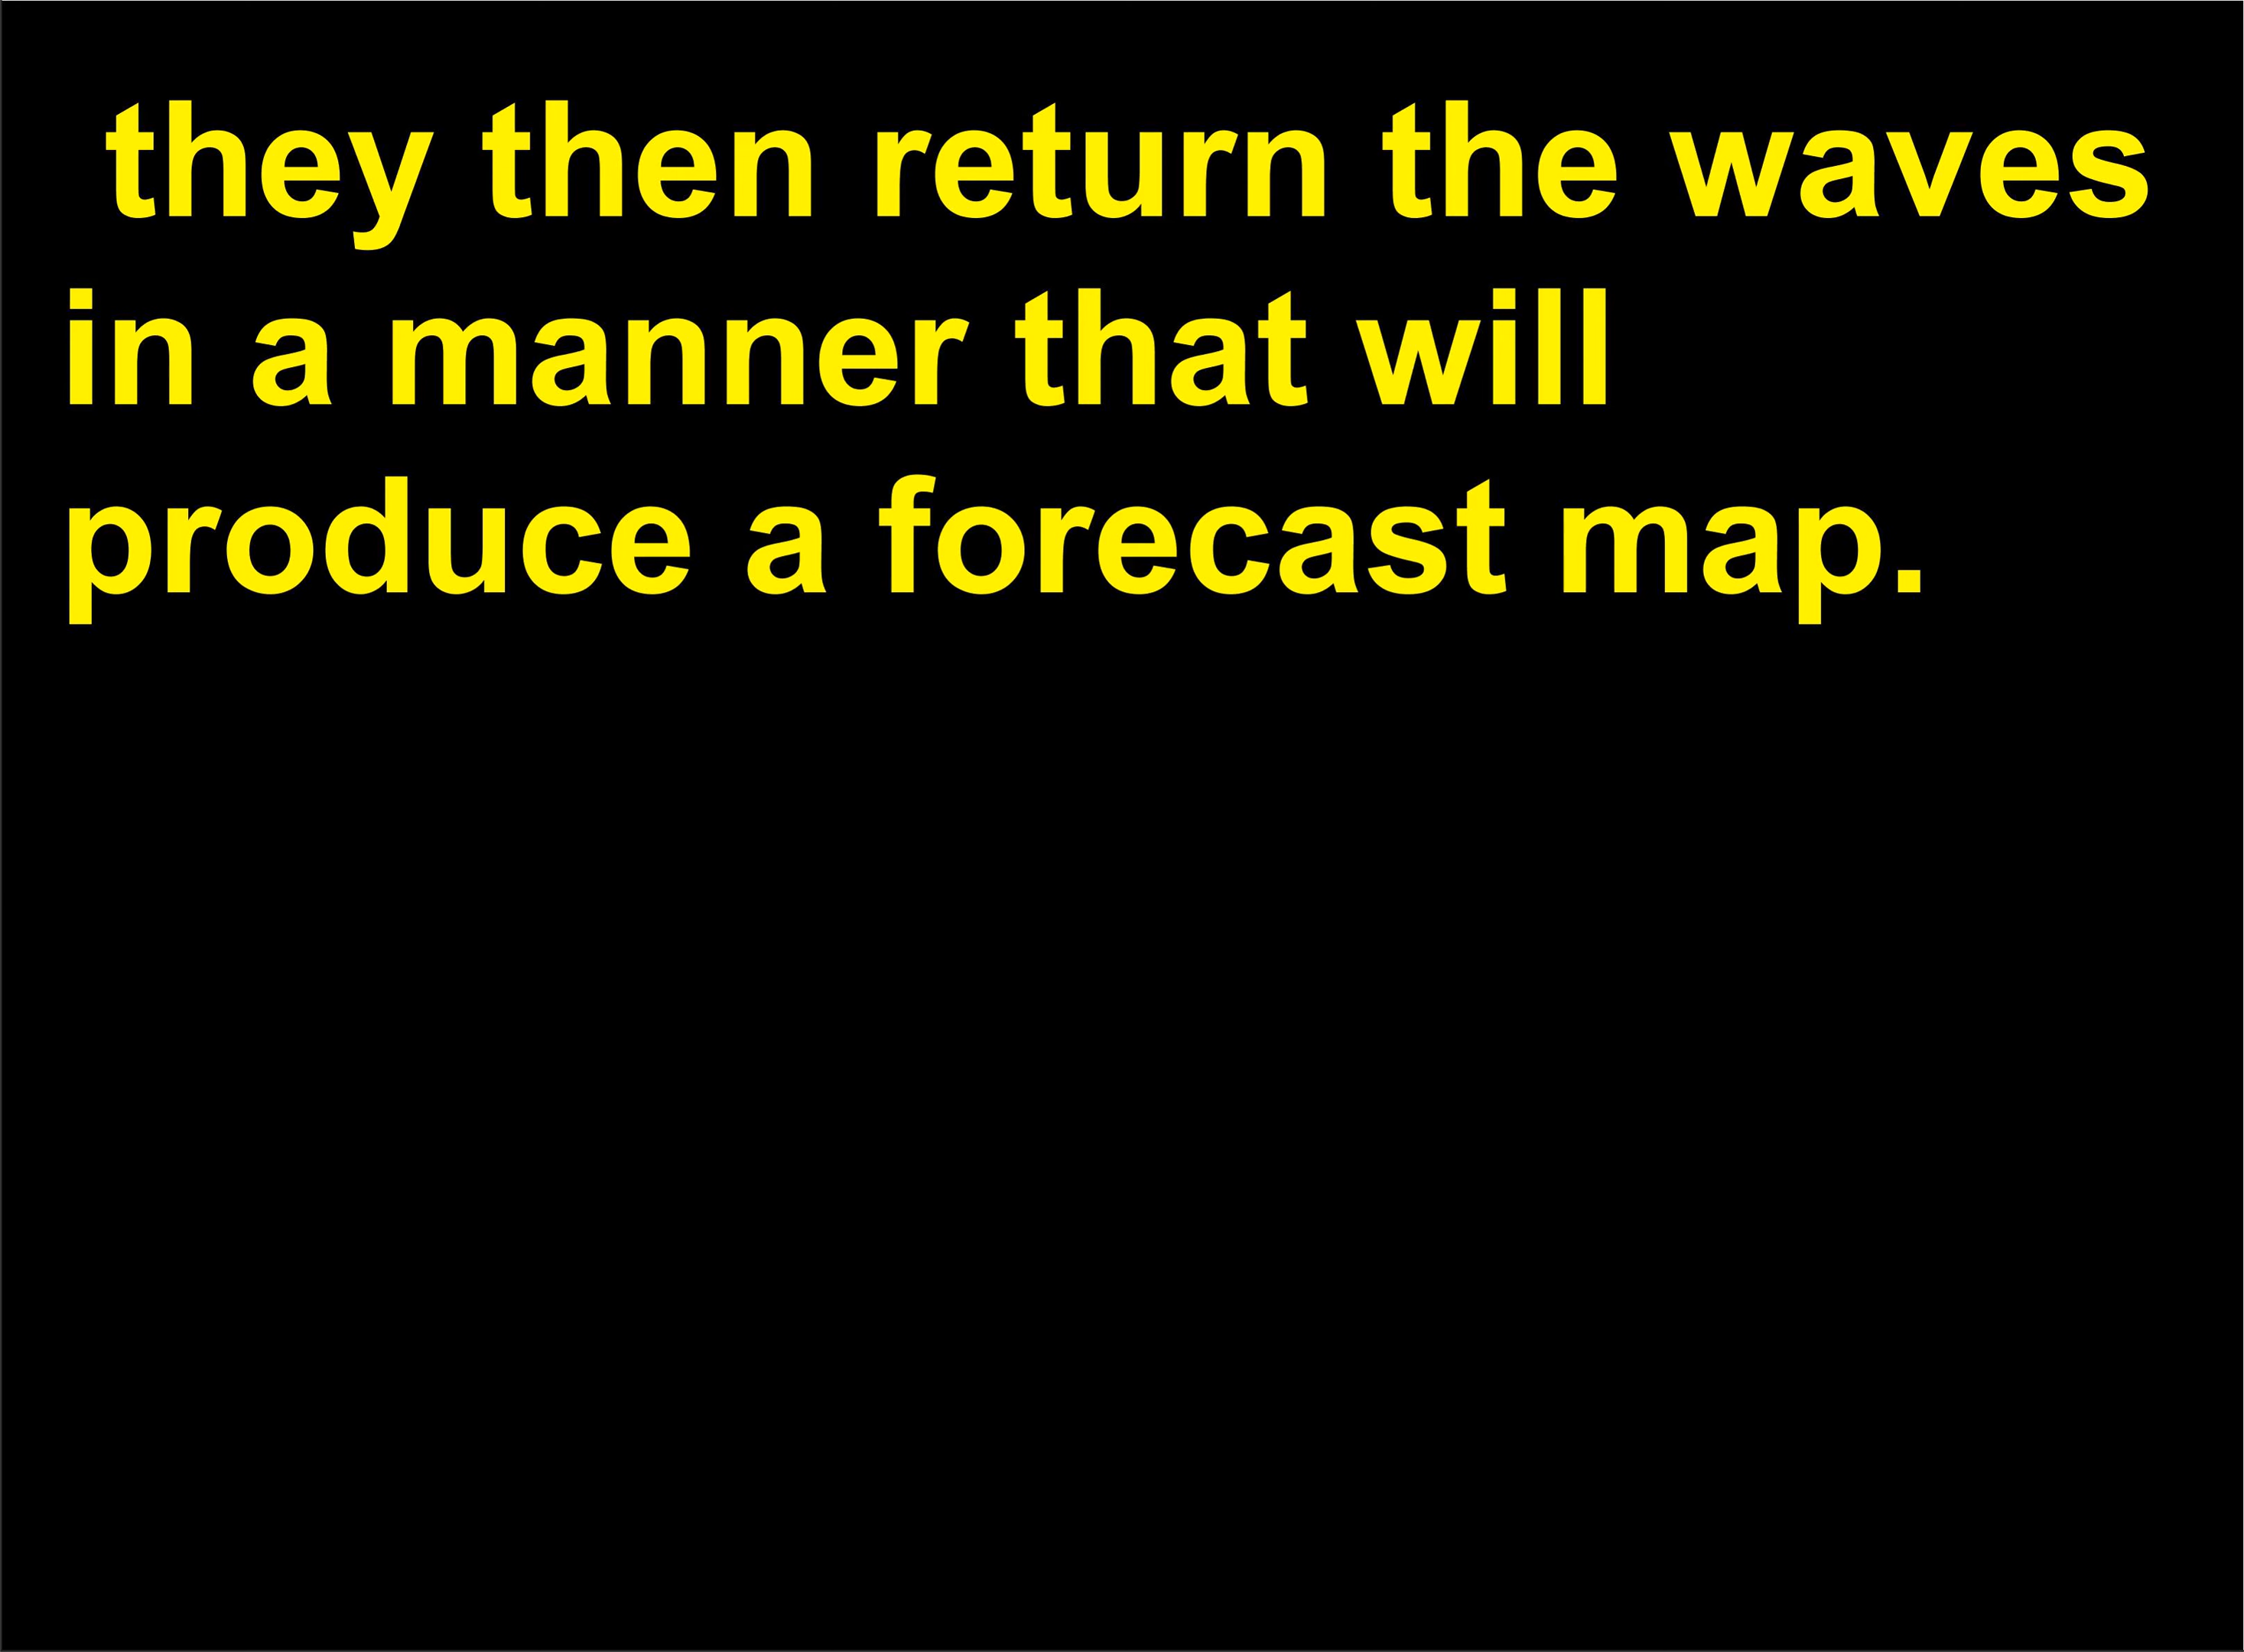 they then return the waves
in a manner that will
produce a forecast map.